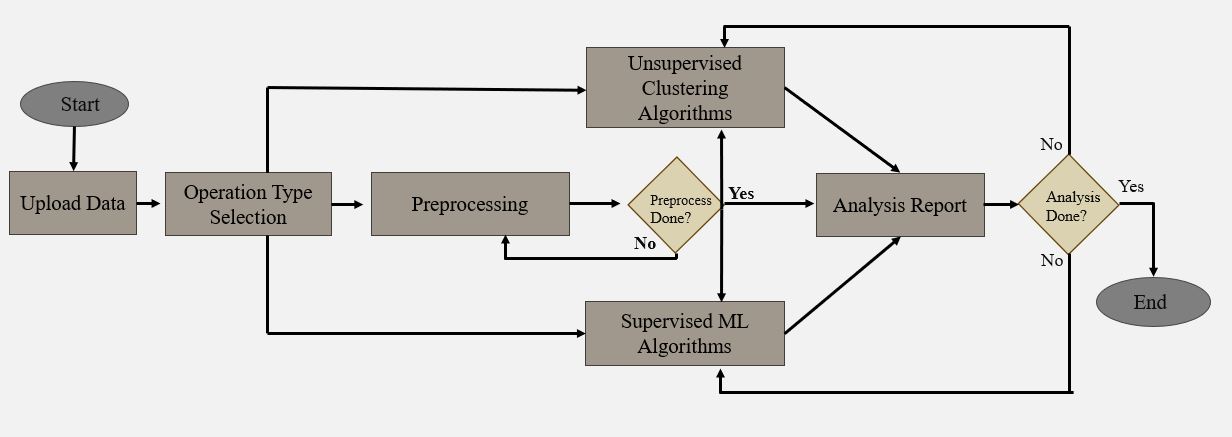 Start
Upload Data
Operation Type
Selection
Preprocessing
Unsupervised
Clustering
Algorithms
Preprocess
Done?
Yes
No
Supervised ML
Algorithms
Analysis Report
Analysis
Done?
No
Yes
No
End